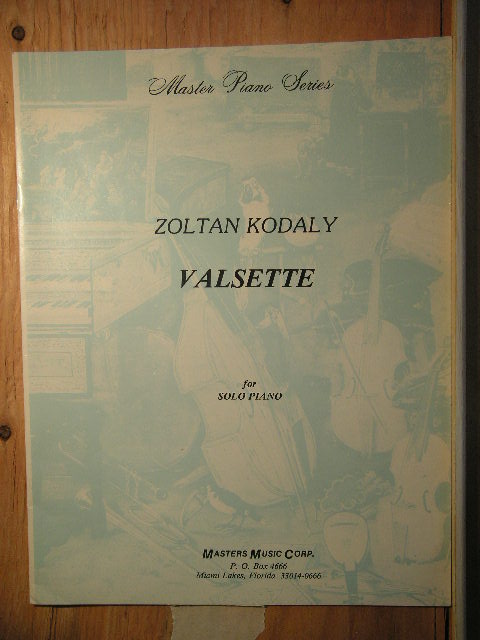 Master Piano Series
ZOLTAN KODALY
VALSETTE
for
SOLO PIANO
MASTERS MUSIC CORP.
P. O. Box 4666
Miami Lakes, Florida 33014-9666